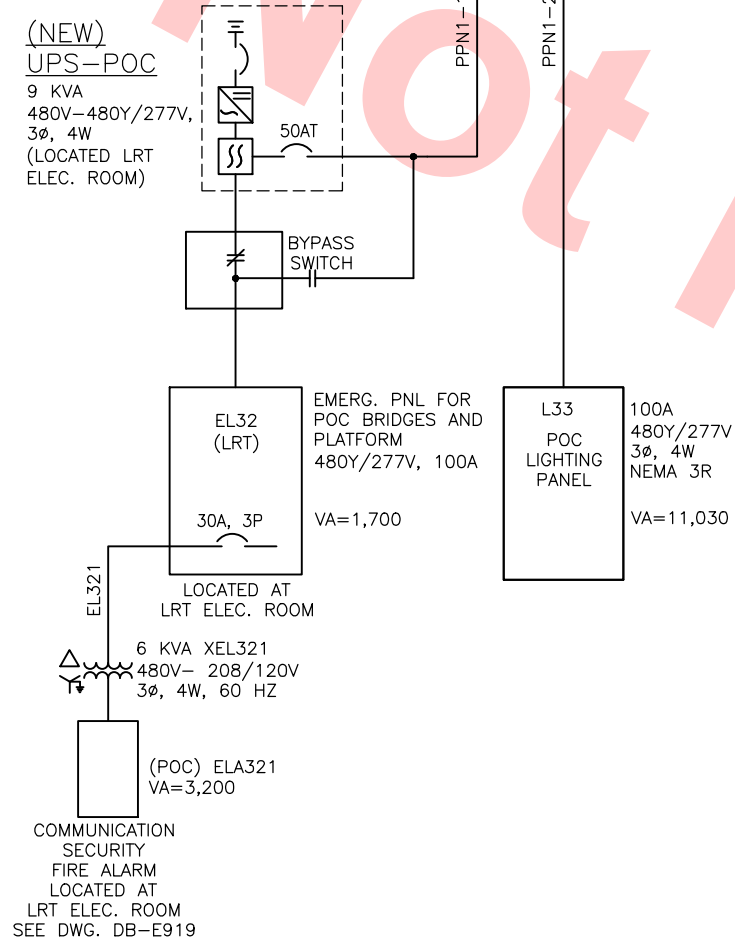 (NEW)
UPS-POC
9 KVA
480V-480Y/277V,
3ø, 4W
(LOCATED LRT
ELEC. ROOM)
50AT
PPN1-
PPN1-2
Not
BYPASS
SWITCH
EL32
(LRT)
EMERG. PNL FOR
POC BRIDGES AND
PLATFORM
480Y/277V, 100A
VA=1,700
30A, 3P
LOCATED AT
LRT ELEC. ROOM
L33
POC
LIGHTING
PANEL
100A
480Y/277V
3ø, 4W
NEMA 3R
VA=11,030
EL321
6 KVA XEL321
480V- 208/120V
3ø, 4W, 60 HZ
(POC) ELA321
VA=3,200
COMMUNICATION
SECURITY
FIRE ALARM
LOCATED AT
LRT ELEC. ROOM
SEE DWG. DB-E919